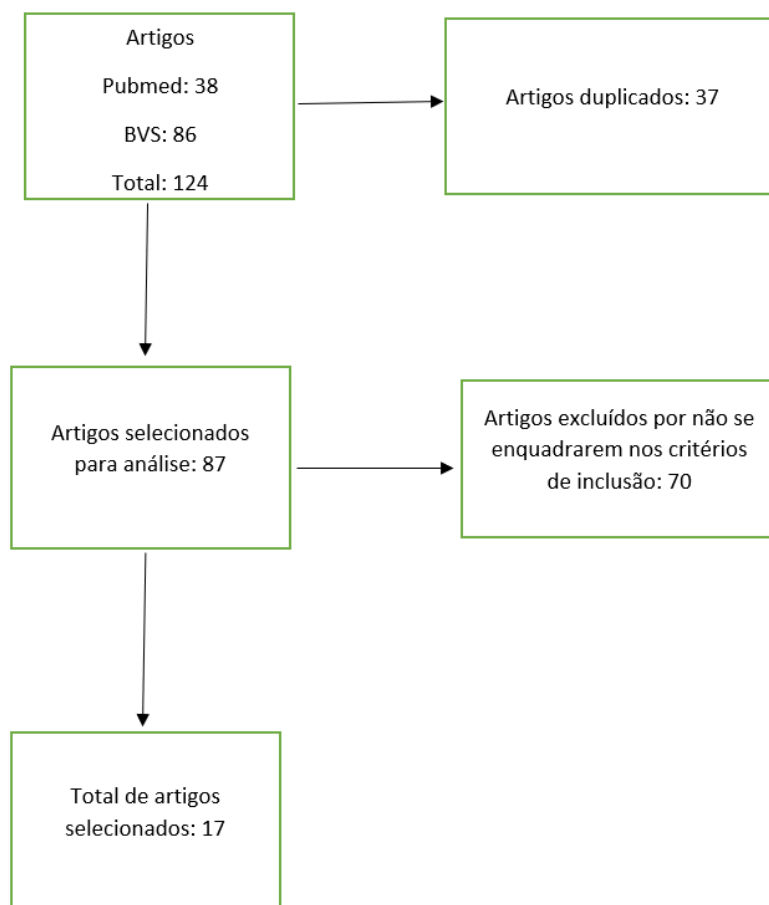 Artigos
Pubmed: 38
BVS: 86
Total: 124
Artigos duplicados: 37
Artigos selecionados
para análise: 87
Artigos excluídos por não se
enquadrarem nos critérios
de inclusão: 70
Total de artigos
selecionados: 17